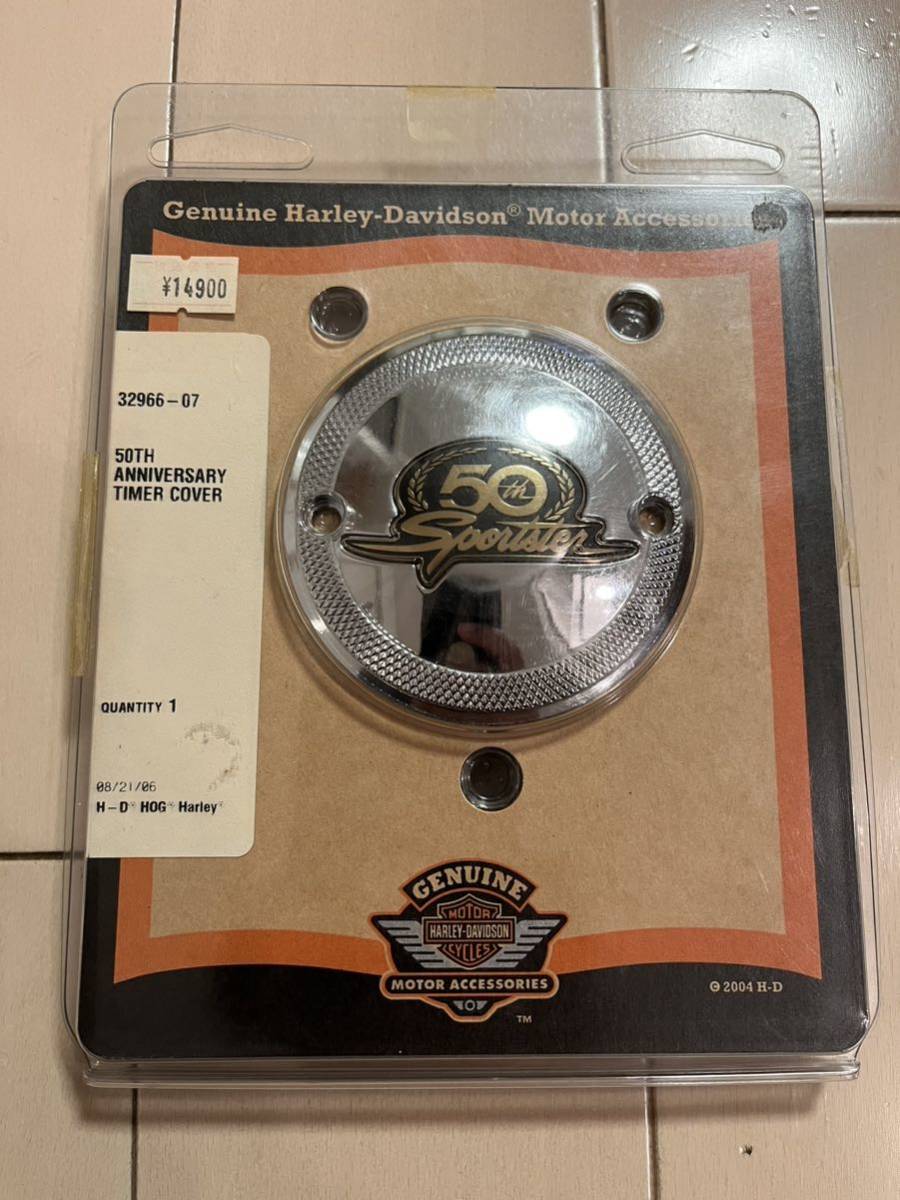 Genuine Harley-Davidson® Motor Accessories
¥14900
32966-07
50TH
ANNIVERSARY
TIMER COVER
50th
Sportster
QUANTITY 1
08/21/06
H-D® HOG® Harley®
GENUINE
MOTOR
HARLEY-DAVIDSON
CYCLES
MOTOR ACCESSORIES
TM
© 2004 H-D